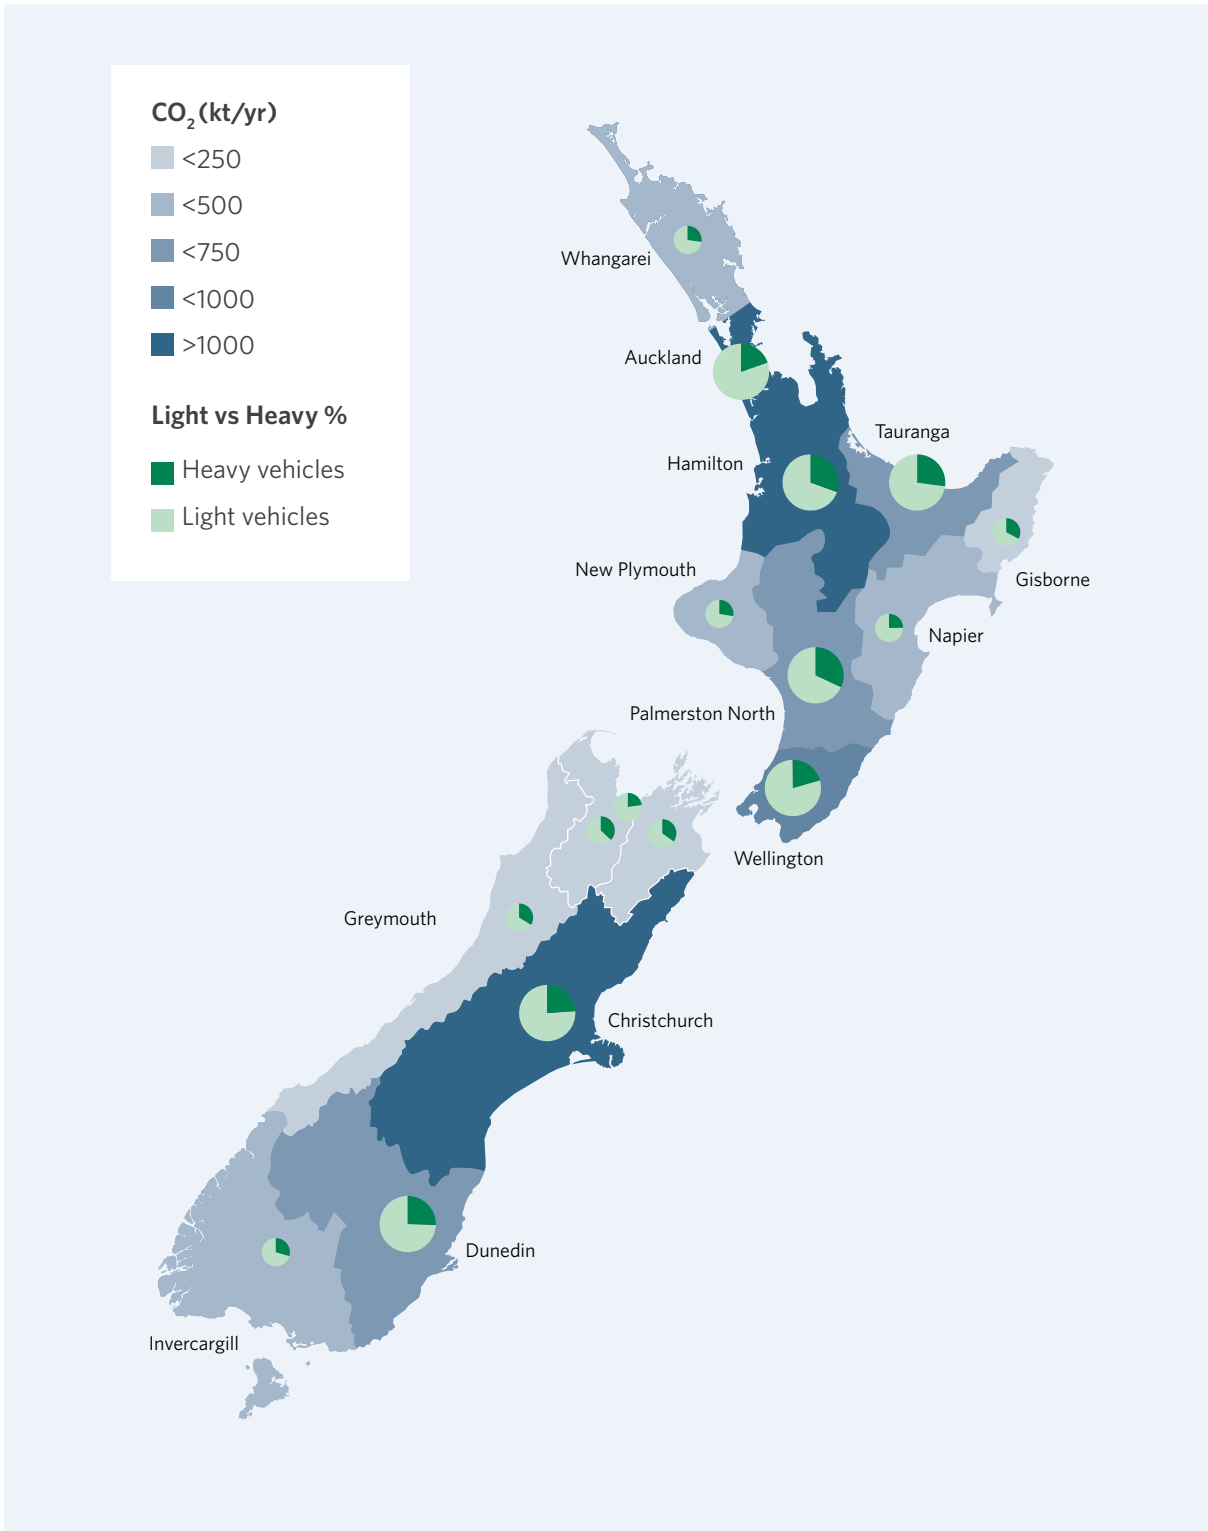 CO2 (kt/yr)
<250
<500
<750
<1000
>1000
Light vs Heavy %
Heavy vehicles
Light vehicles
Whangarei
Auckland
Tauranga
Hamilton
New Plymouth
Gisborne
Napier
Palmerston North
Wellington
Greymouth
Christchurch
Dunedin
Invercargill